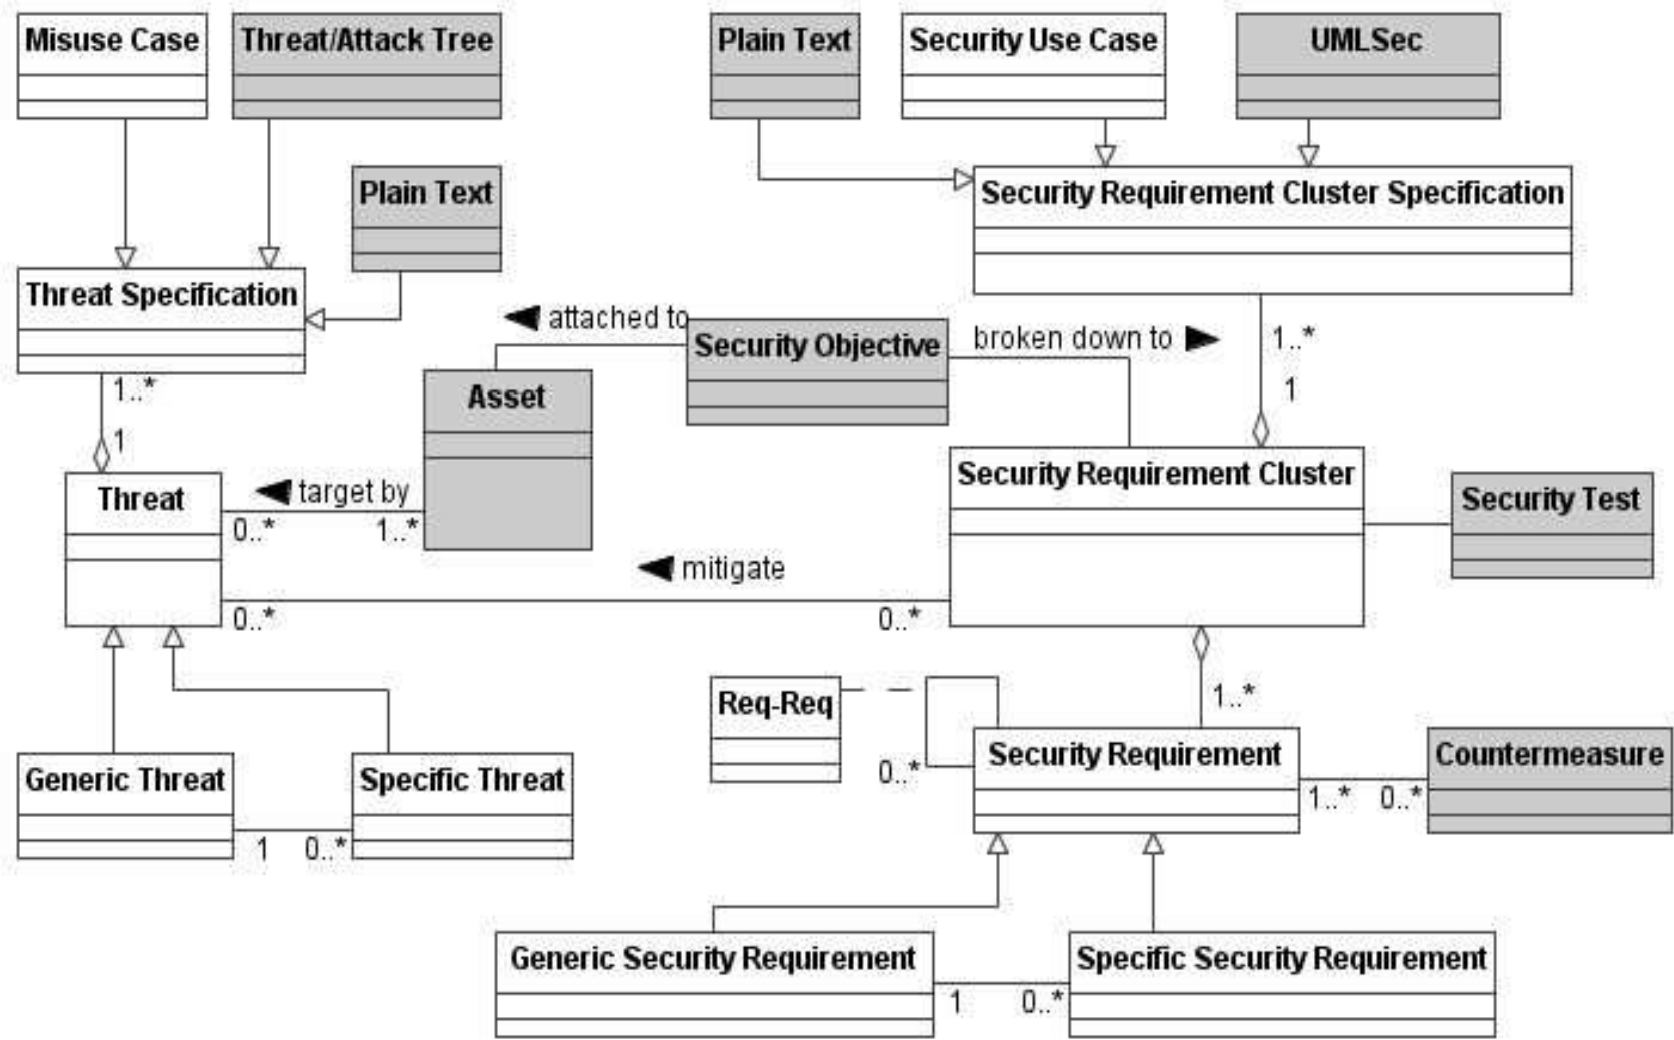 Misuse Case
Threat/Attack Tree
Plain Text
Security Use Case
UMLSec
Plain Text
Security Requirement Cluster Specification
Threat Specification
◄ attached to
Security Objective
broken down to ►
1..*
1..*
1
Asset
1
Threat
◄ target by
0..*
1..*
Security Requirement Cluster
Security Test
◄ mitigate
0..*
0..*
Req-Req
1..*
0..*
Security Requirement
Countermeasure
1..*
0..*
Generic Threat
Specific Threat
1
0..*
Generic Security Requirement
Specific Security Requirement
1
0..*